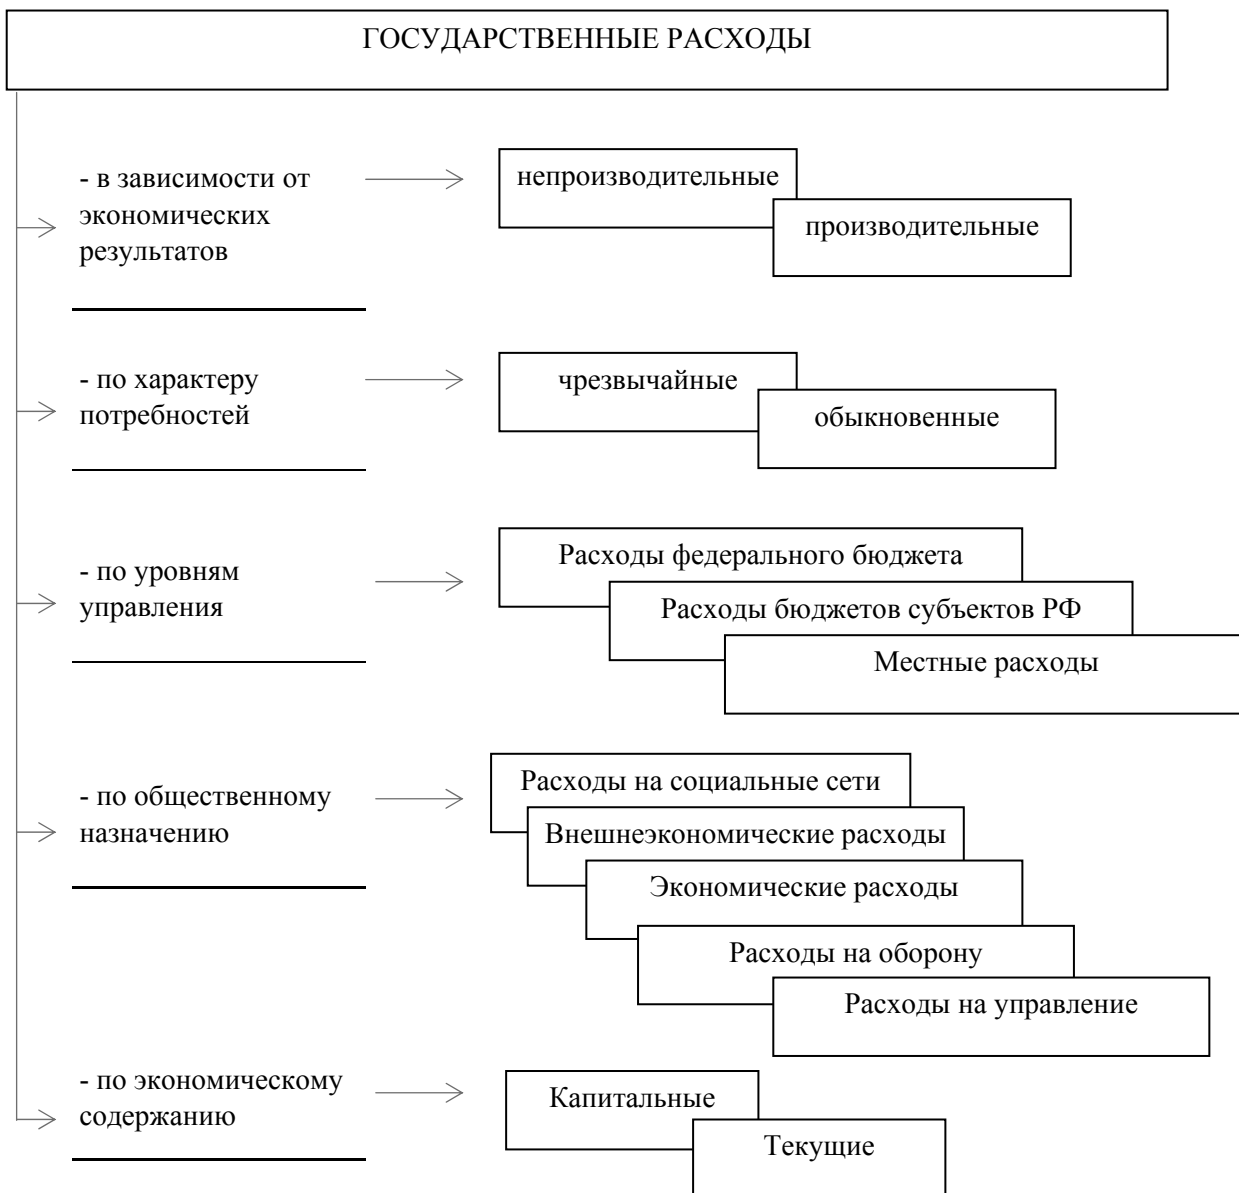 ГОСУДАРСТВЕННЫЕ РАСХОДЫ
- в зависимости от
экономических
результатов
непроизводительные
производительные
- по характеру
потребностей
чрезвычайные
обыкновенные
- по уровням
управления
Расходы федерального бюджета
Расходы бюджетов субъектов РФ
Местные расходы
- по общественному
назначению
Расходы на социальные сети
Внешнеэкономические расходы
Экономические расходы
Расходы на оборону
Расходы на управление
- по экономическому
содержанию
Капитальные
Текущие